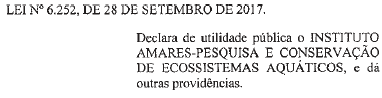 LEI Nº 6.252, DE 28 DE SETEMBRO DE 2017.
Declara de utilidade pública o INSTITUTO
AMARES-PESQUISA E CONSERVAÇÃO
DE ECOSSISTEMAS AQUÁTICOS, e dá
outras providências.